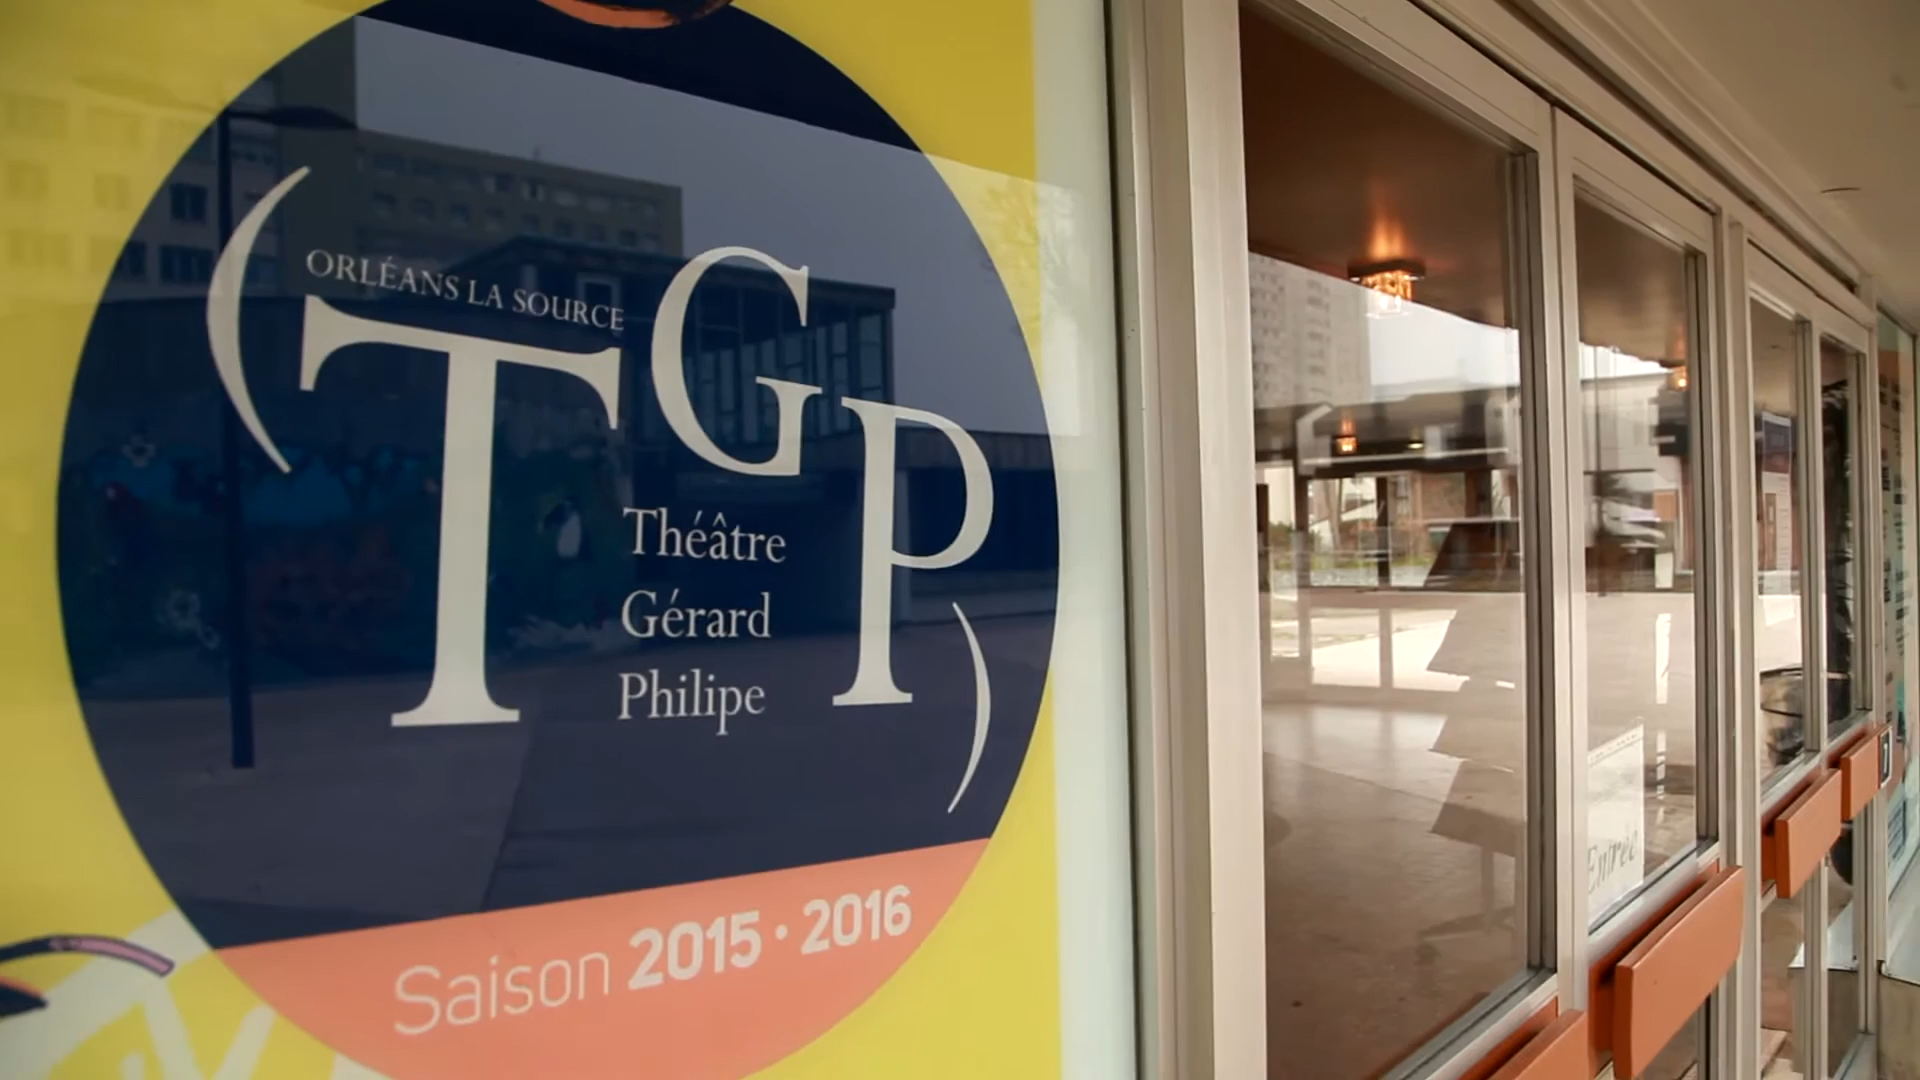 ORLÉANS LA SOURCE
(TGP)
Théâtre
Gérard
Philipe
Saison 2015 • 2016
Entrée